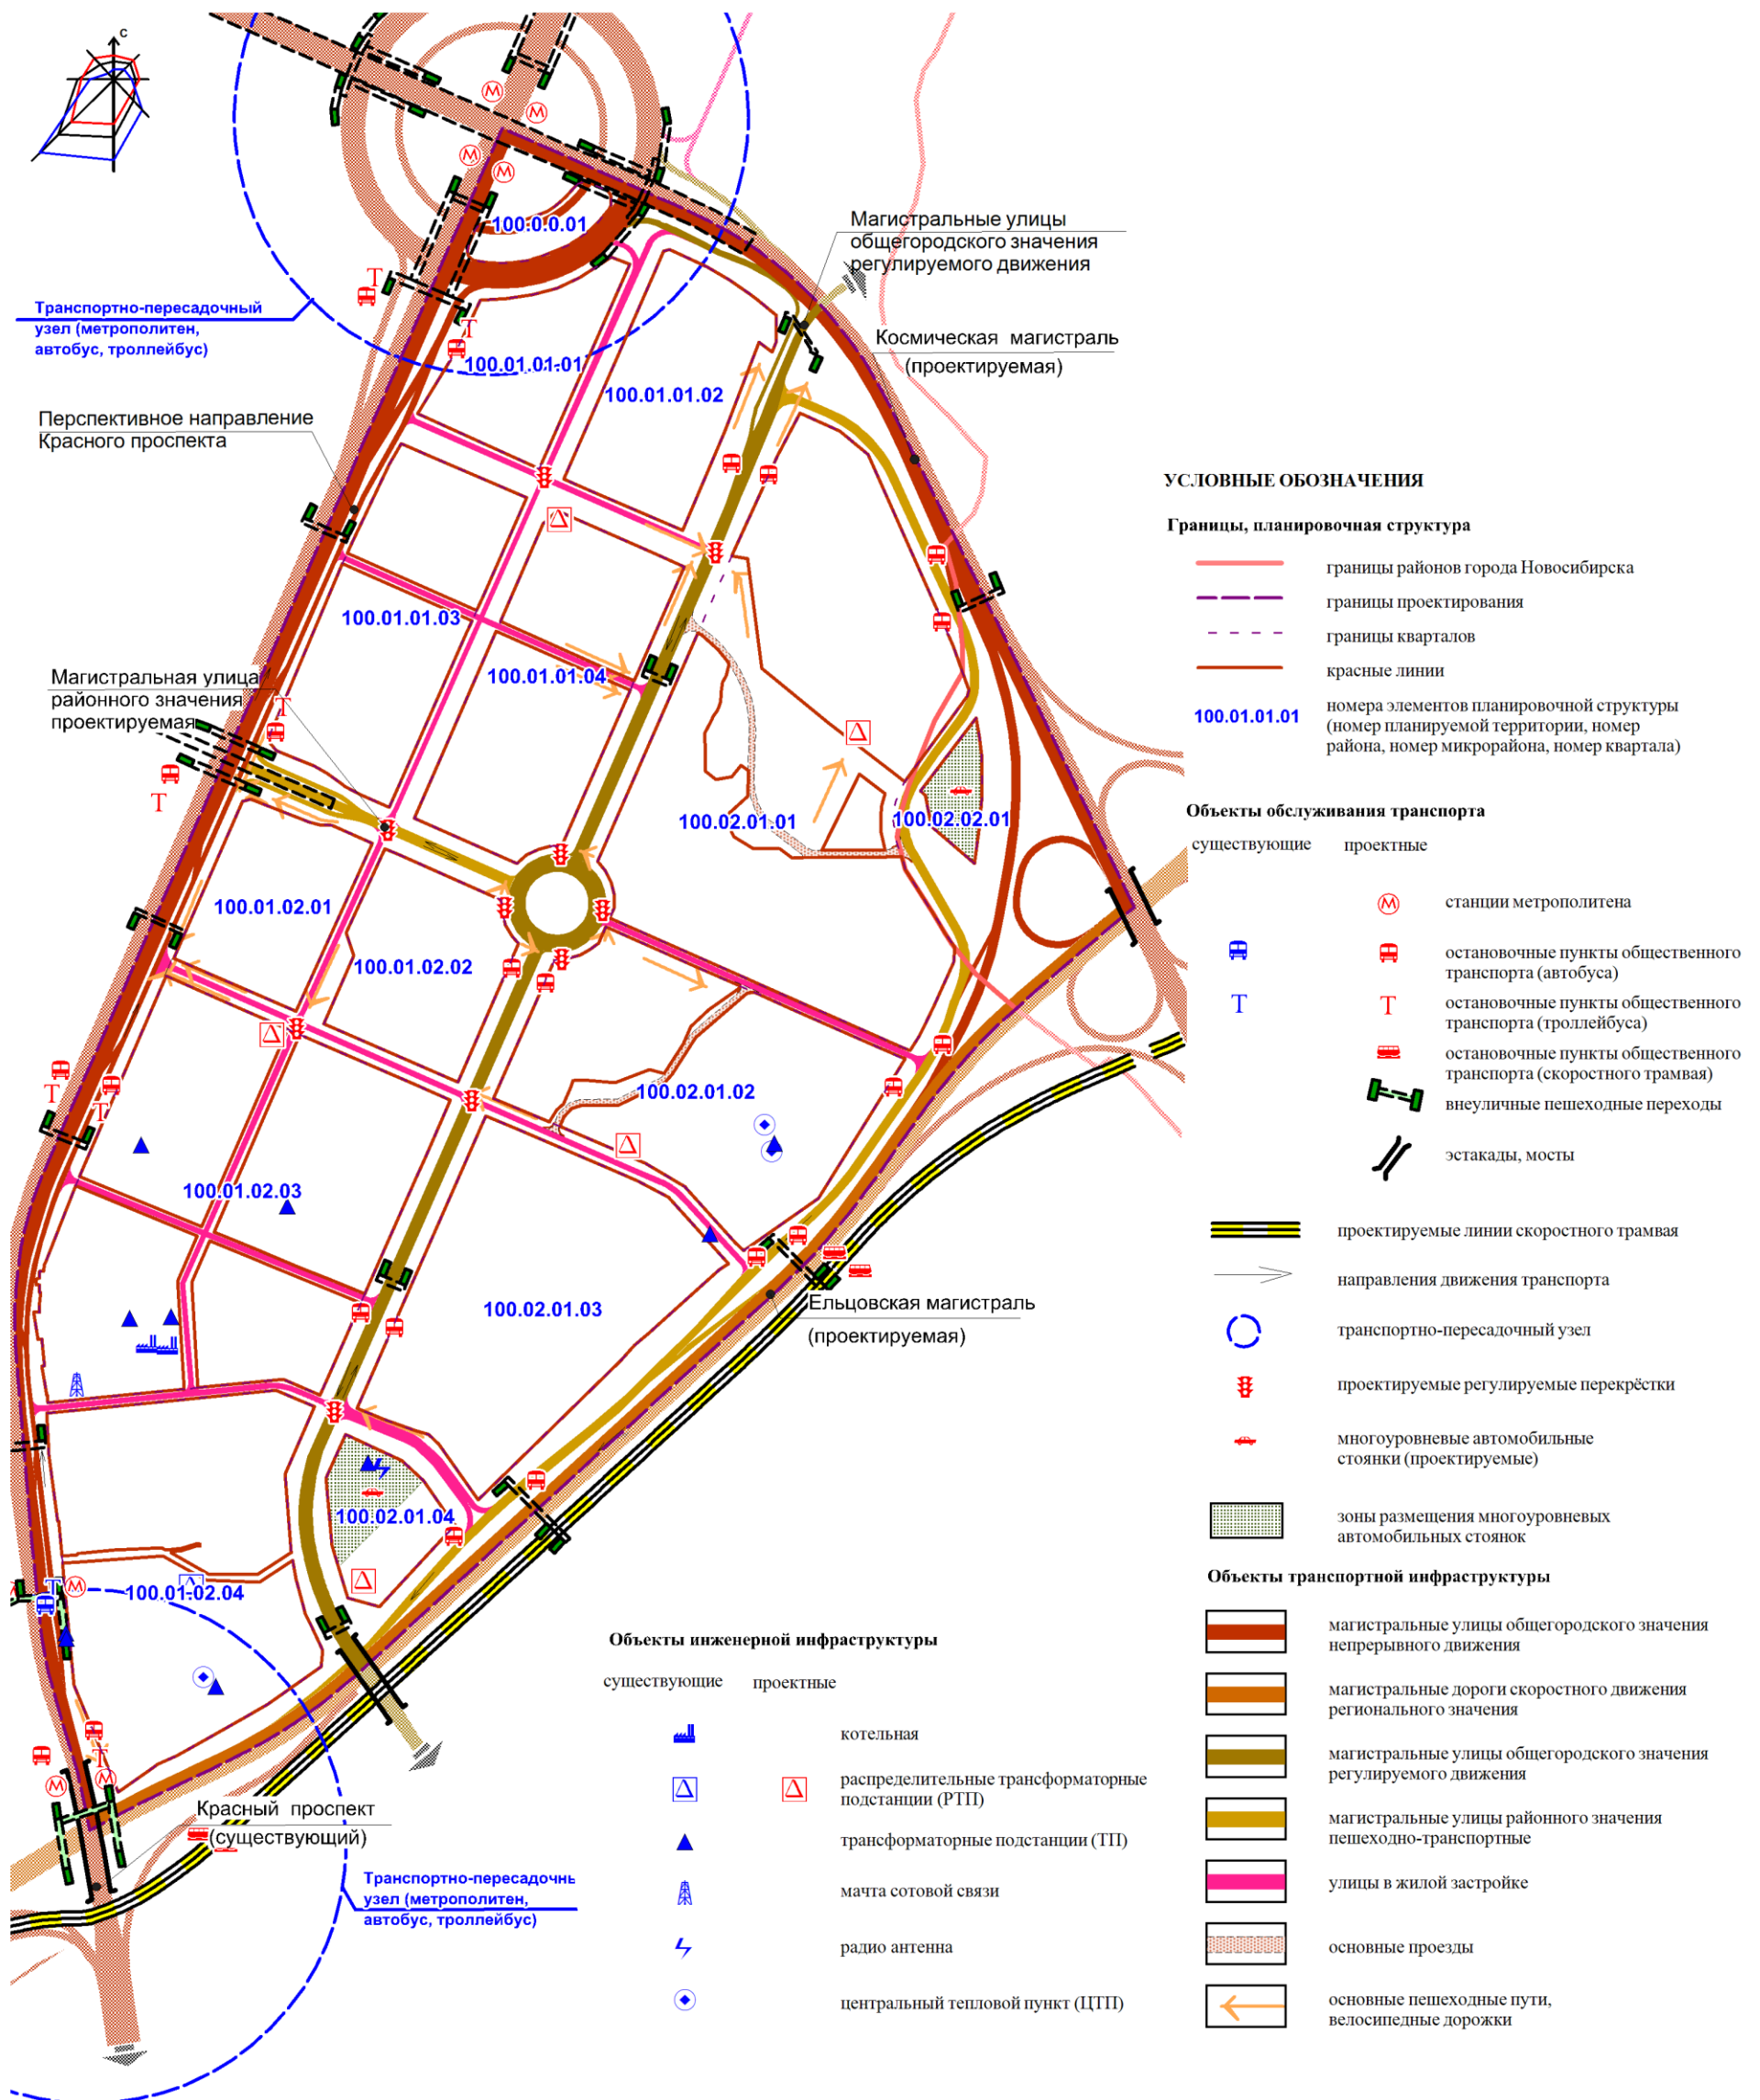 С
100.0.0.01
Магистральные улицы
общегородского значения
регулируемого движения
Т
Транспортно-пересадочный
узел (метрополитен,
автобус, троллейбус)
Т
Космическая магистраль
(проектируемая)
100.01.01.01
100.01.01.02
Перспективное направление
Красного проспекта
100.01.01.03
100.01.01.04
Магистральная улица
районного значения
проектируемая
Т
Т
100.02.01.01
100.02.02.01
100.01.02.01
100.01.02.02
Т
Т
100.02.01.02
100.01.02.03
100.02.01.03
Ельцовская магистраль
(проектируемая)
100.02.01.04
Т
100.01.02.04
Т
Красный проспект
(существующий)
Транспортно-пересадочнь
узел (метрополитен,
автобус, троллейбус)
УСЛОВНЫЕ ОБОЗНАЧЕНИЯ
Границы, планировочная структура
границы районов города Новосибирска
границы проектирования
границы кварталов
красные линии
100.01.01.01
номера элементов планировочной структуры
(номер планируемой территории, номер
района, номер микрорайона, номер квартала)
Объекты обслуживания транспорта
существующие проектные
М станции метрополитена
остановочные пункты общественного
транспорта (автобуса)
Т Т остановочные пункты общественного
транспорта (троллейбуса)
остановочные пункты общественного
транспорта (скоростного трамвая)
внеуличные пешеходные переходы
эстакады, мосты
проектируемые линии скоростного трамвая
направления движения транспорта
транспортно-пересадочный узел
проектируемые регулируемые перекрёстки
многоуровневые автомобильные
стоянки (проектируемые)
зоны размещения многоуровневых
автомобильных стоянок
Объекты транспортной инфраструктуры
магистральные улицы общегородского значения
непрерывного движения
магистральные дороги скоростного движения
регионального значения
магистральные улицы общегородского значения
регулируемого движения
магистральные улицы районного значения
пешеходно-транспортные
улицы в жилой застройке
основные проезды
основные пешеходные пути,
велосипедные дорожки
Объекты инженерной инфраструктуры
существующие проектные
котельная
распределительные трансформаторные
подстанции (РТП)
трансформаторные подстанции (ТП)
мачта сотовой связи
радио антенна
центральный тепловой пункт (ЦТП)